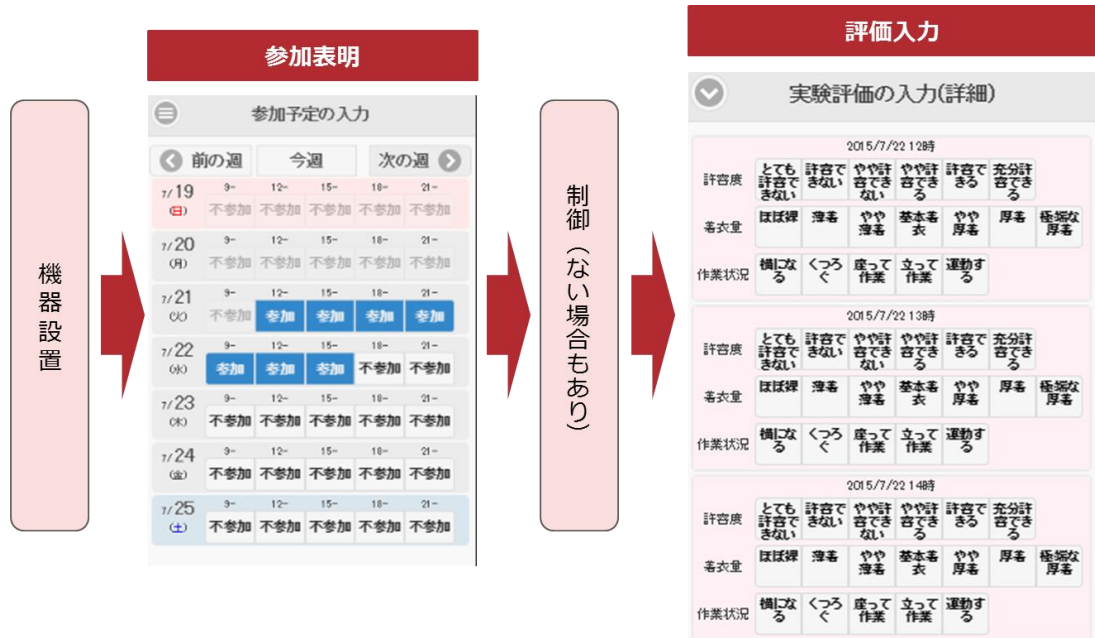 機器設置
参加表明
参加予定の入力
前の週 今週 次の週
7/19 9- 12- 15- 18- 21-
(日) 不参加 不参加 不参加 不参加 不参加
7/20 9- 12- 15- 18- 21-
(月) 不参加 不参加 不参加 不参加 不参加
7/21 9- 12- 15- 18- 21-
(火) 不参加 参加 参加 参加 参加
7/22 9- 12- 15- 18- 21-
(水) 参加 参加 参加 不参加 不参加
7/23 9- 12- 15- 18- 21-
(木) 不参加 不参加 不参加 不参加 不参加
7/24 9- 12- 15- 18- 21-
(金) 不参加 不参加 不参加 不参加 不参加
7/25 9- 12- 15- 18- 21-
(土) 不参加 不参加 不参加 不参加 不参加
制御(ない場合もあり)
評価入力
実験評価の入力(詳細)
2015/7/22 12時
許容度 とても許容できない 許容できない やや許容できない やや許容できる 許容できる 充分許容できる
着衣量 ほぼ裸 薄着 やや薄着 基本着衣 やや厚着 厚着 極端な厚着
作業状況 横になる くつろぐ 座って作業 立って作業 運動する
2015/7/22 13時
許容度 とても許容できない 許容できない やや許容できない やや許容できる 許容できる 充分許容できる
着衣量 ほぼ裸 薄着 やや薄着 基本着衣 やや厚着 厚着 極端な厚着
作業状況 横になる くつろぐ 座って作業 立って作業 運動する
2015/7/22 14時
許容度 とても許容できない 許容できない やや許容できない やや許容できる 許容できる 充分許容できる
着衣量 ほぼ裸 薄着 やや薄着 基本着衣 やや厚着 厚着 極端な厚着
作業状況 横になる くつろぐ 座って作業 立って作業 運動する